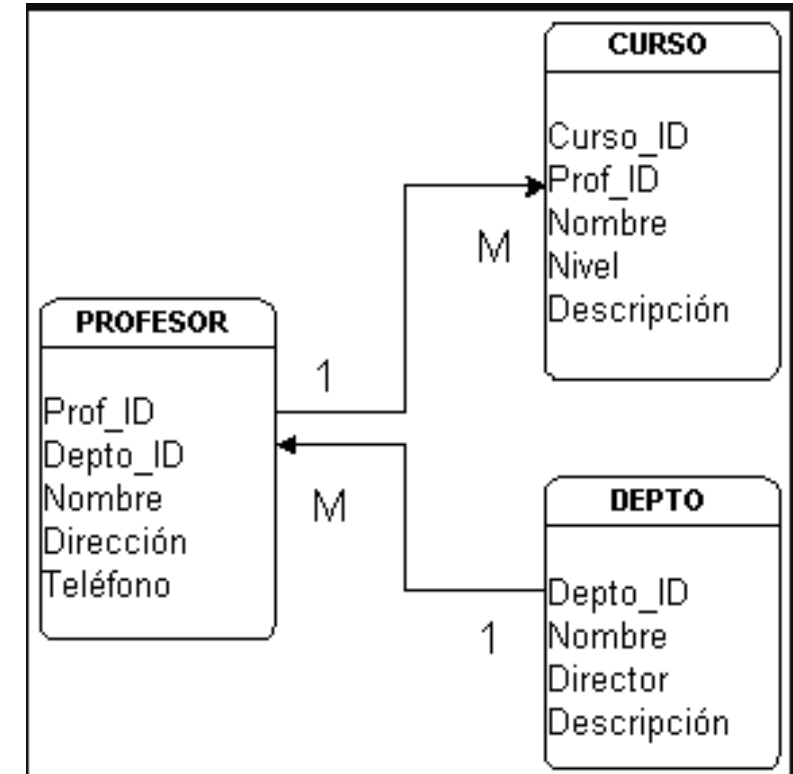 CURSO
Curso_ID
Prof_ID
Nombre
Nivel
Descripción
M
PROFESOR
Prof_ID
Depto_ID
Nombre
Dirección
Teléfono
1
M
DEPTO
Depto_ID
Nombre
Director
Descripción
1